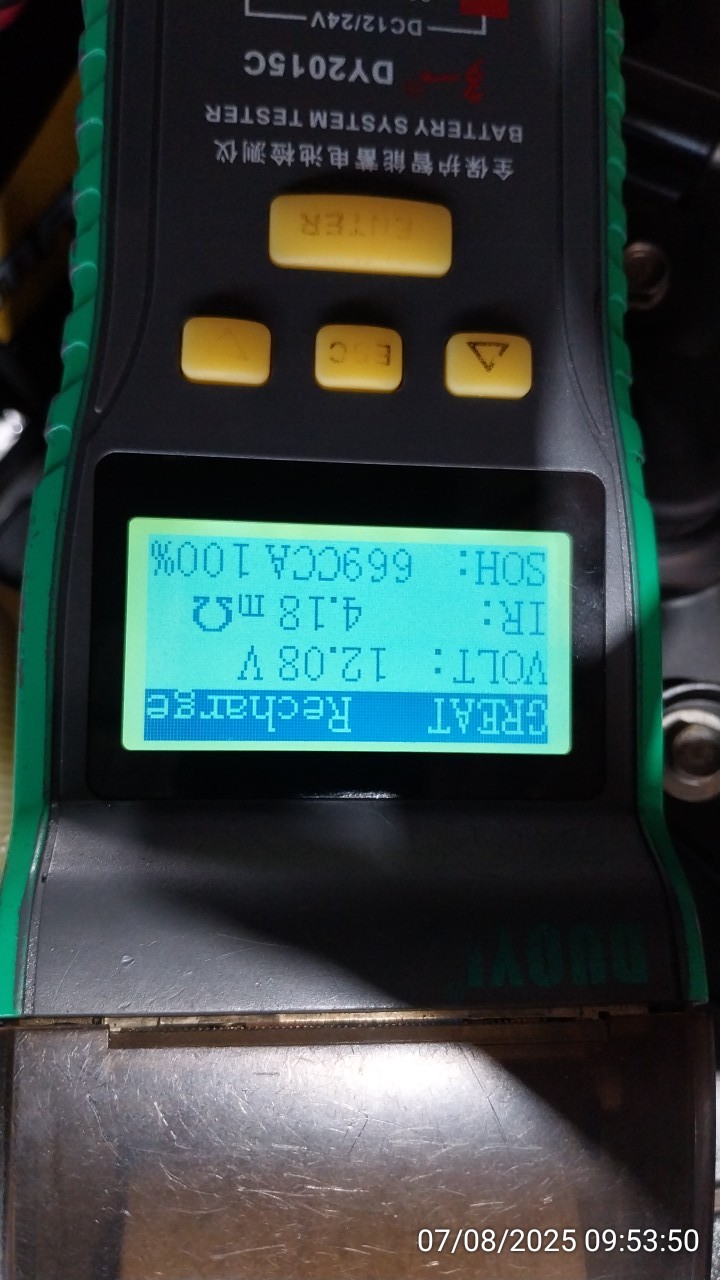 DUOYI
GREAT Recharge
VOLT: 12.08 V
IR: 4.18 mΩ
SOH: 669CCA 100%
ESC
ENTER
全保护智能蓄电池检测仪
BATTERY SYSTEM TESTER
DY2015C
DC12/24V
07/08/2025 09:53:50